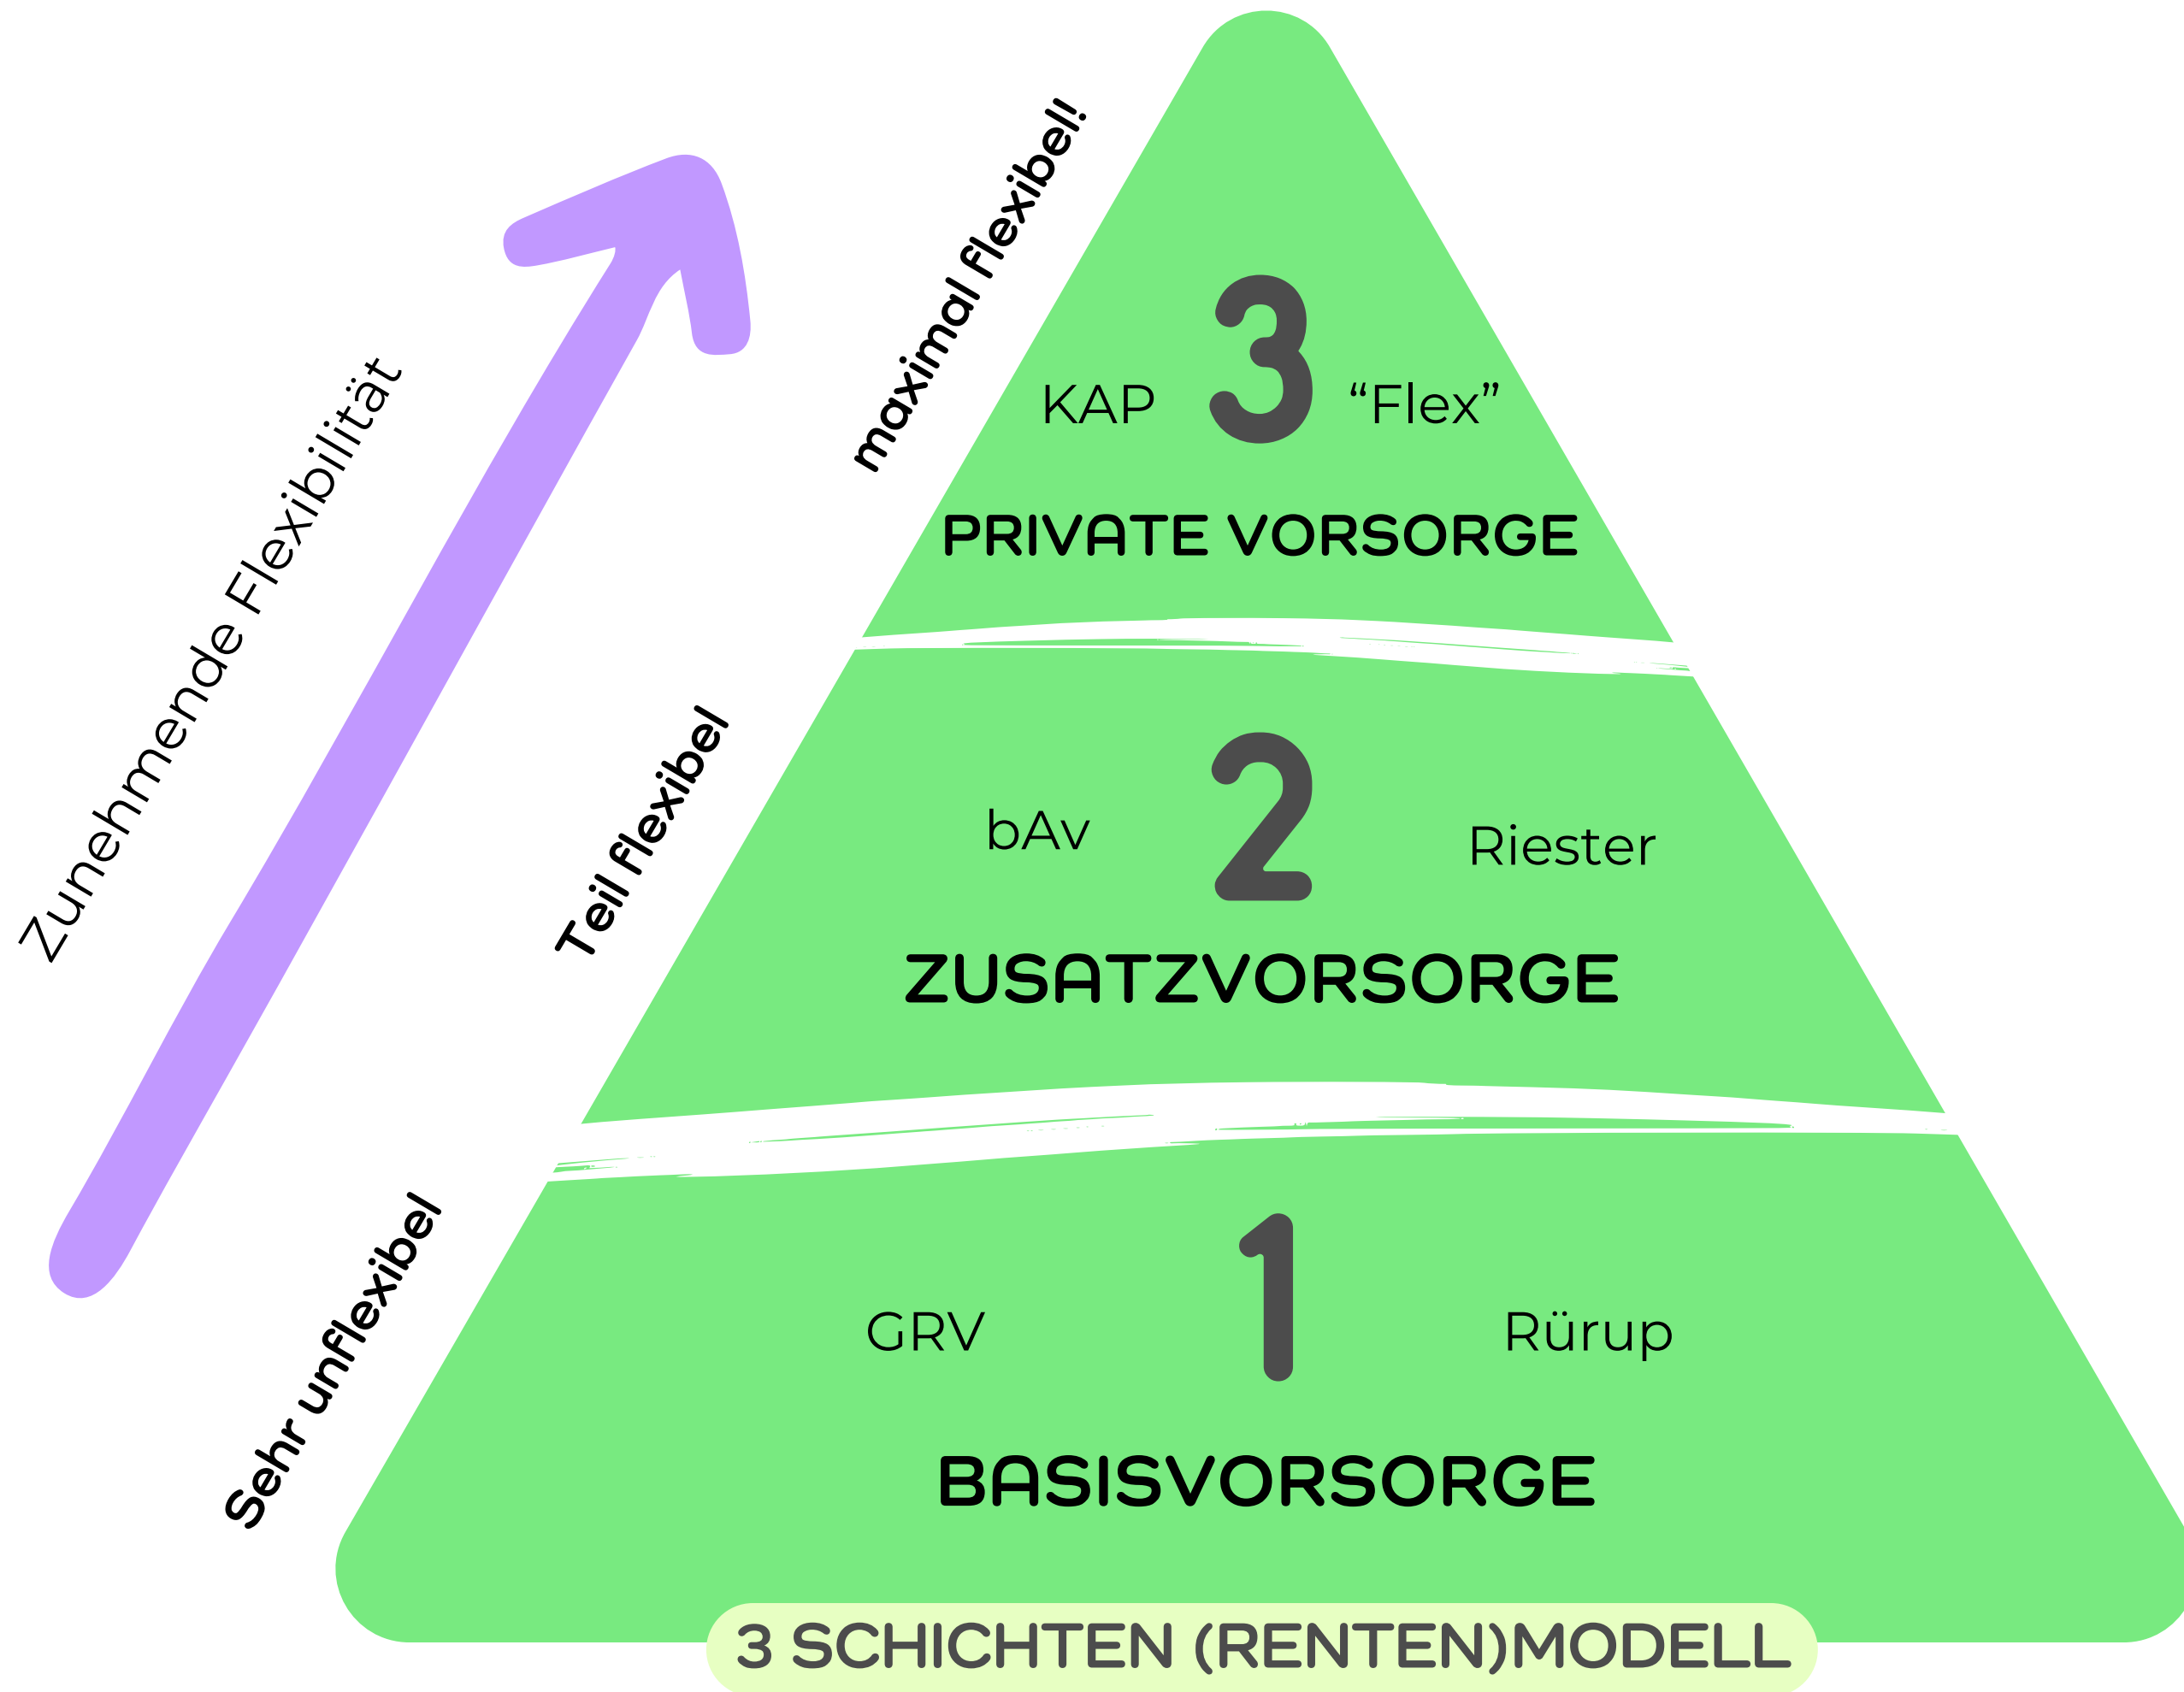 Zunehmende Flexibilität
maximal flexibel!
3
KAP
“Flex”
PRIVATE VORSORGE
Teil flexibel
2
bAv
Riester
ZUSATZVORSORGE
Sehr unflexibel
1
GRV
Rürup
BASISVORSORGE
3 SCHICHTEN (RENTEN)MODELL